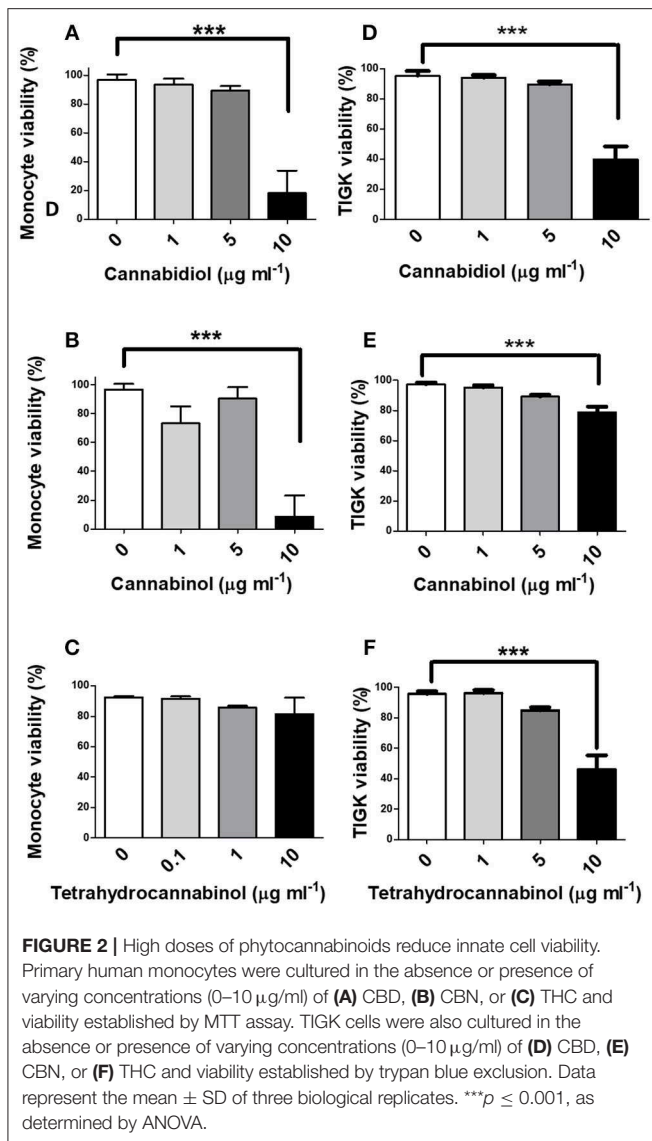 A
***
Monocyte viability (%)
100
80
60
40
20
0
D
0 1 5 10
Cannabidiol (μg ml⁻¹)
D
***
TIGK viability (%)
100
80
60
40
20
0
0 1 5 10
Cannabidiol (μg ml⁻¹)
B
***
Monocyte viability (%)
100
80
60
40
20
0
0 1 5 10
Cannabinol (μg ml⁻¹)
E
***
TIGK viability (%)
100
80
60
40
20
0
0 1 5 10
Cannabinol (μg ml⁻¹)
C
Monocyte viability (%)
100
80
60
40
20
0
0 0.1 1 10
Tetrahydrocannabinol (μg ml⁻¹)
F
***
TIGK viability (%)
100
80
60
40
20
0
0 1 5 10
Tetrahydrocannabinol (μg ml⁻¹)
FIGURE 2 | High doses of phytocannabinoids reduce innate cell viability.
Primary human monocytes were cultured in the absence or presence of
varying concentrations (0–10 μg/ml) of (A) CBD, (B) CBN, or (C) THC and
viability established by MTT assay. TIGK cells were also cultured in the
absence or presence of varying concentrations (0–10 μg/ml) of (D) CBD, (E)
CBN, or (F) THC and viability established by trypan blue exclusion. Data
represent the mean ± SD of three biological replicates. ***p ≤ 0.001, as
determined by ANOVA.